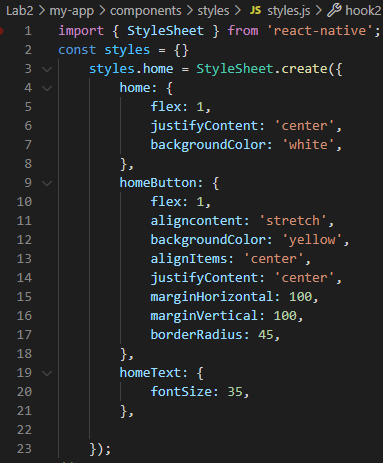 Lab2 > my-app > components > styles > JS styles.js > hook2
1 import { StyleSheet } from 'react-native';
2 const styles = {}
3 styles.home = StyleSheet.create({
4 home: {
5 flex: 1,
6 justifyContent: 'center',
7 backgroundColor: 'white',
8 },
9 homeButton: {
10 flex: 1,
11 aligncontent: 'stretch',
12 backgroundColor: 'yellow',
13 alignItems: 'center',
14 justifyContent: 'center',
15 marginHorizontal: 100,
16 marginVertical: 100,
17 borderRadius: 45,
18 },
19 homeText: {
20 fontSize: 35,
21 },
22
23 });